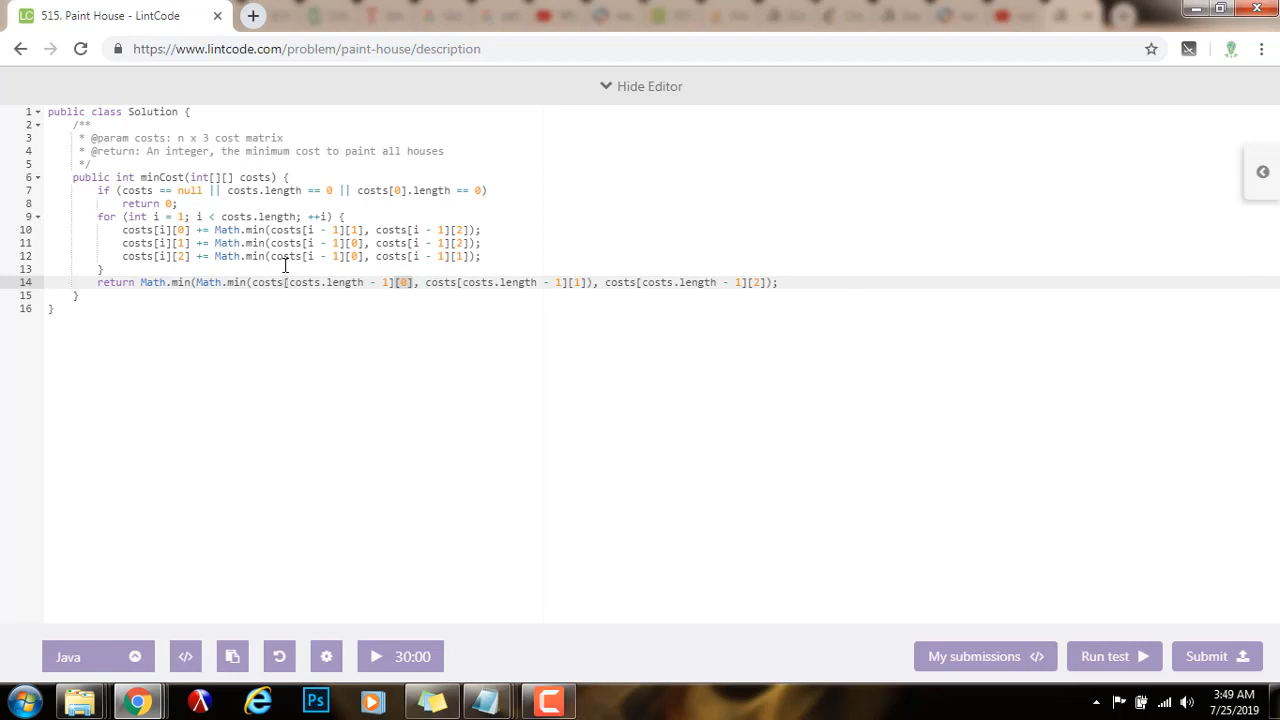 515. Paint House - LintCode
https://www.lintcode.com/problem/paint-house/description
Hide Editor
1 public class Solution {
2 /**
3 * @param costs: n x 3 cost matrix
4 * @return: An integer, the minimum cost to paint all houses
5 */
6 public int minCost(int[][] costs) {
7 if (costs == null || costs.length == 0 || costs[0].length == 0)
8 return 0;
9 for (int i = 1; i < costs.length; ++i) {
10 costs[i][0] += Math.min(costs[i - 1][1], costs[i - 1][2]);
11 costs[i][1] += Math.min(costs[i - 1][0], costs[i - 1][2]);
12 costs[i][2] += Math.min(costs[i - 1][0], costs[i - 1][1]);
13 }
14 return Math.min(Math.min(costs[costs.length - 1][0], costs[costs.length - 1][1]), costs[costs.length - 1][2]);
15 }
16 }
Java
30:00
My submissions </>
Run test
Submit
Ps
3:49 AM
7/25/2019